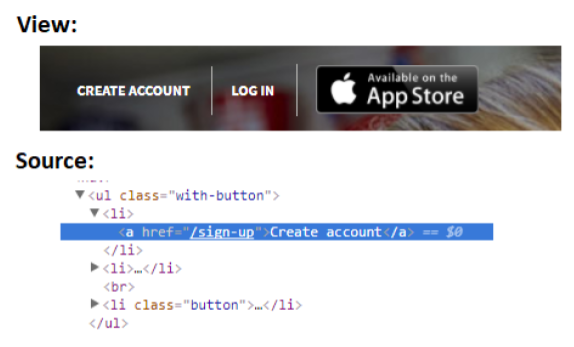 View:
CREATE ACCOUNT LOG IN Available on the App Store
Source:
▼<ul class="with-button">
▼<li>
<a href="/sign-up">Create account</a> == $0
</li>
▶<li>…</li>
<br>
▶<li class="button">…</li>
</ul>